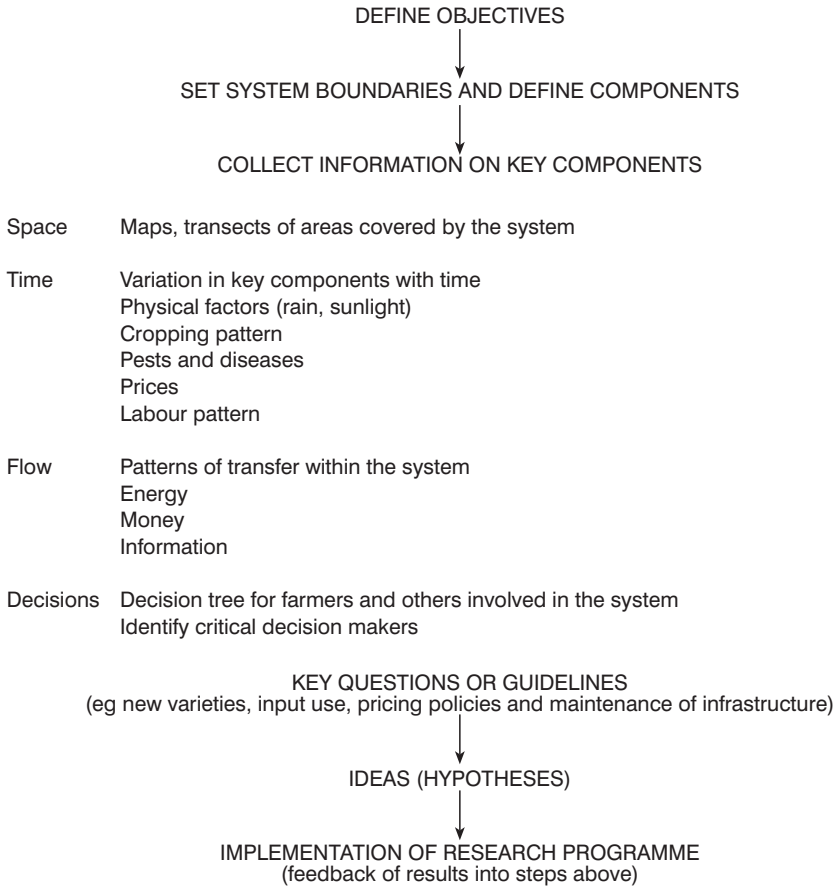 DEFINE OBJECTIVES
SET SYSTEM BOUNDARIES AND DEFINE COMPONENTS
COLLECT INFORMATION ON KEY COMPONENTS
Space Maps, transects of areas covered by the system
Time Variation in key components with time
Physical factors (rain, sunlight)
Cropping pattern
Pests and diseases
Prices
Labour pattern
Flow Patterns of transfer within the system
Energy
Money
Information
Decisions Decision tree for farmers and others involved in the system
Identify critical decision makers
KEY QUESTIONS OR GUIDELINES
(eg new varieties, input use, pricing policies and maintenance of infrastructure)
IDEAS (HYPOTHESES)
IMPLEMENTATION OF RESEARCH PROGRAMME
(feedback of results into steps above)